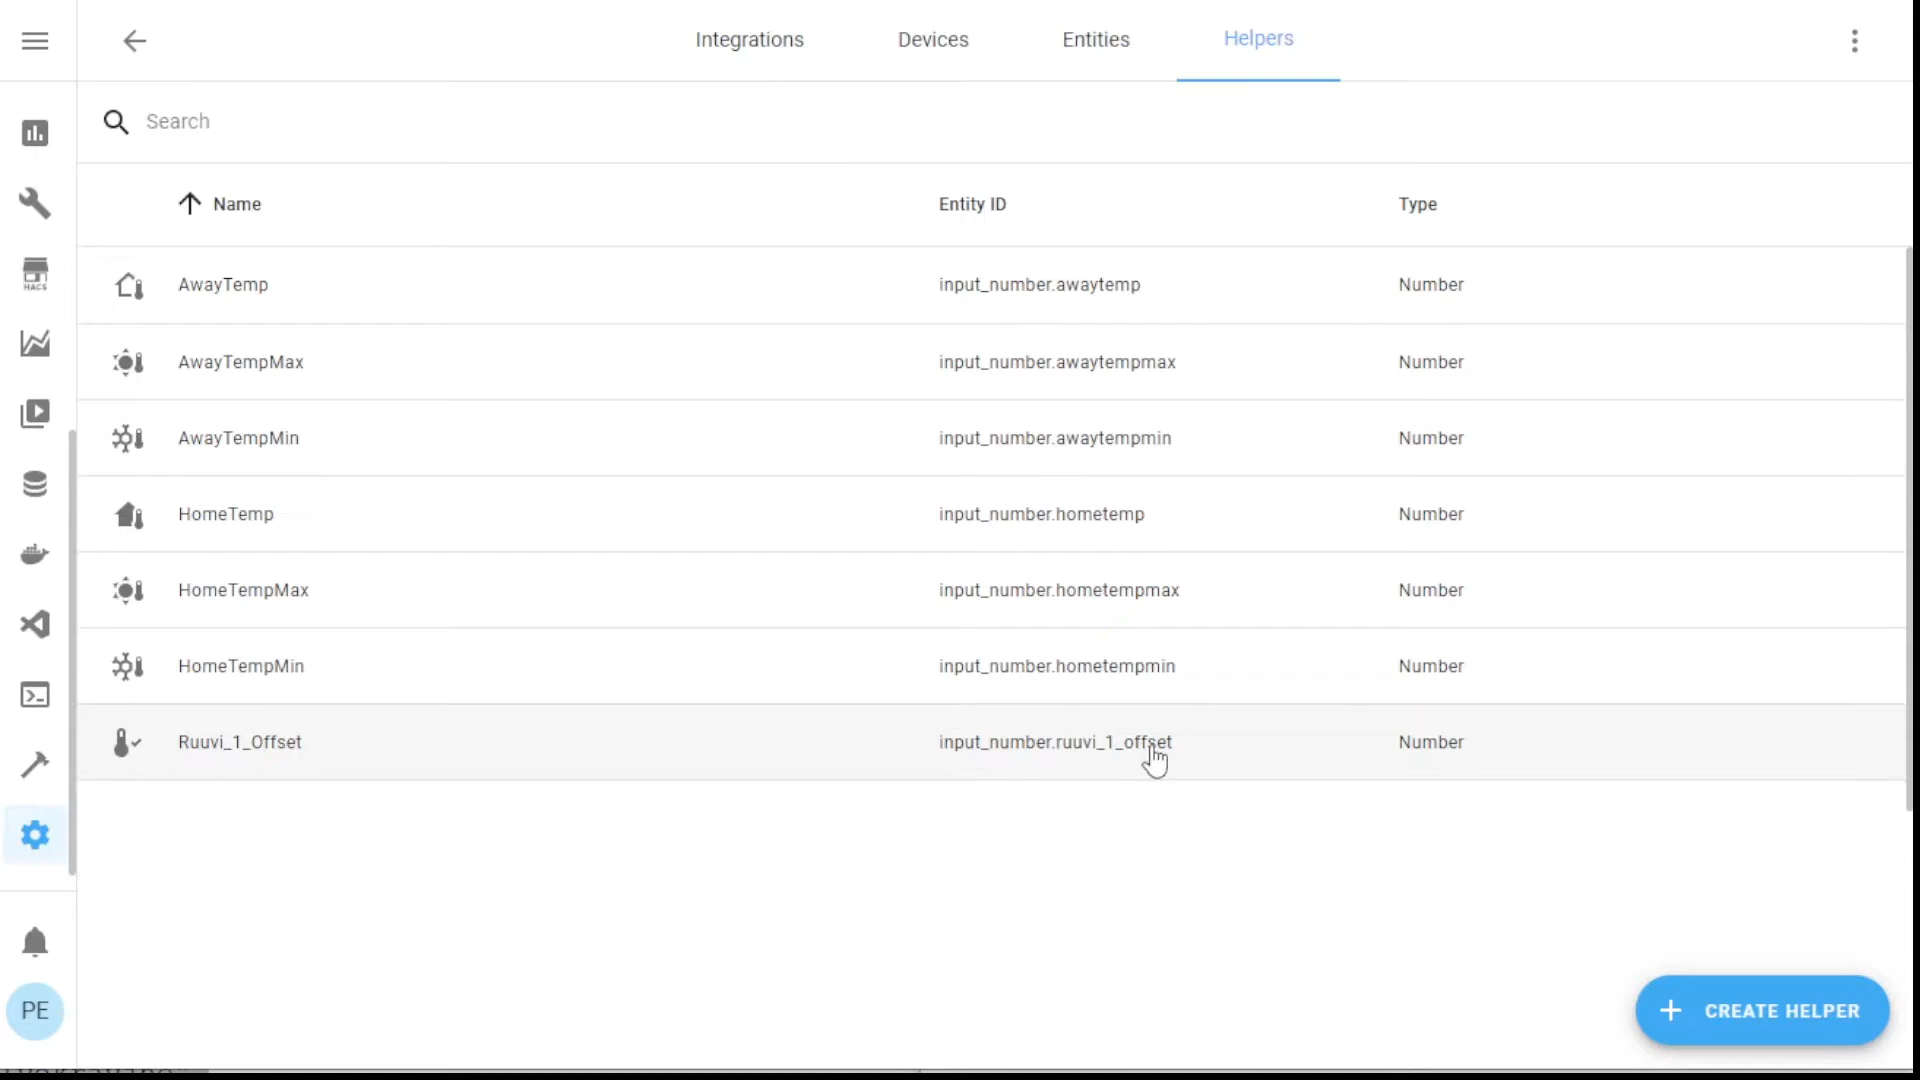 Integrations Devices Entities Helpers
Search
Name Entity ID Type
AwayTemp input_number.awaytemp Number
AwayTempMax input_number.awaytempmax Number
HACS
AwayTempMin input_number.awaytempmin Number
HomeTemp input_number.hometemp Number
HomeTempMax input_number.hometempmax Number
HomeTempMin input_number.hometempmin Number
Ruuvi_1_Offset input_number.ruuvi_1_offset Number
PE
CREATE HELPER